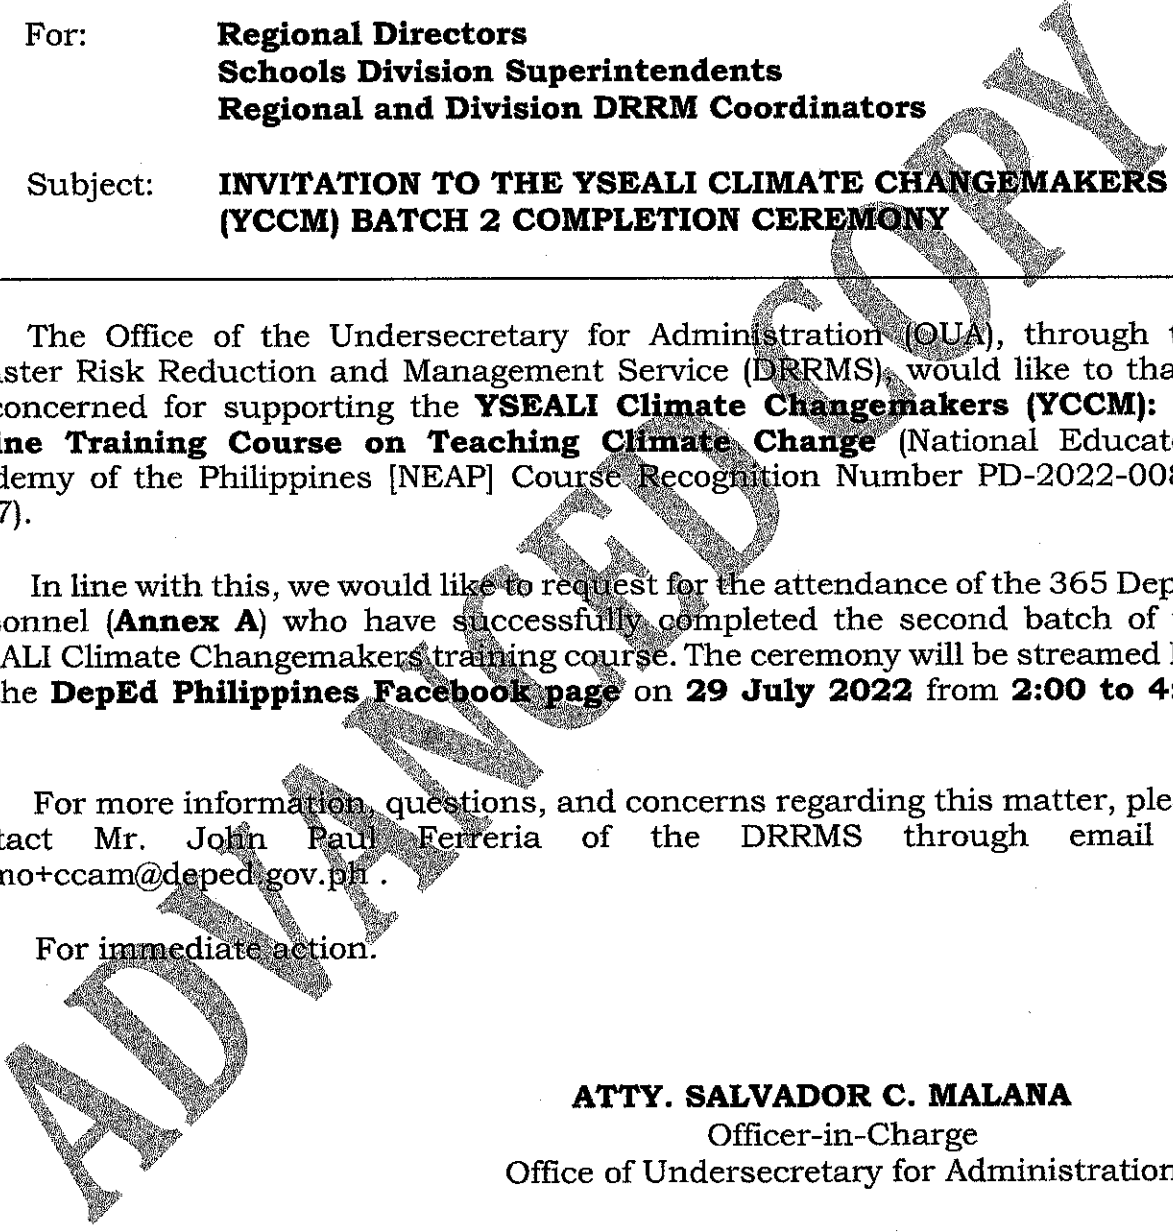 For: Regional Directors
Schools Division Superintendents
Regional and Division DRRM Coordinators
Subject: INVITATION TO THE YSEALI CLIMATE CHANGEMAKERS
(YCCM) BATCH 2 COMPLETION CEREMONY
The Office of the Undersecretary for Administration (OUA), through t
aster Risk Reduction and Management Service (DRRMS), would like to tha
concerned for supporting the YSEALI Climate Changemakers (YCCM):
ine Training Course on Teaching Climate Change (National Educat
demy of the Philippines [NEAP] Course Recognition Number PD-2022-00
7).
In line with this, we would like to request for the attendance of the 365 Dep
onnel (Annex A) who have successfully completed the second batch of
ALI Climate Changemakers training course. The ceremony will be streamed
he DepEd Philippines Facebook page on 29 July 2022 from 2:00 to 4:
For more information, questions, and concerns regarding this matter, ple
tact Mr. John Paul Ferreria of the DRRMS through email
mo+ccam@deped.gov.ph .
For immediate action.
ATTY. SALVADOR C. MALANA
Officer-in-Charge
Office of Undersecretary for Administration
ADVANCED COPY